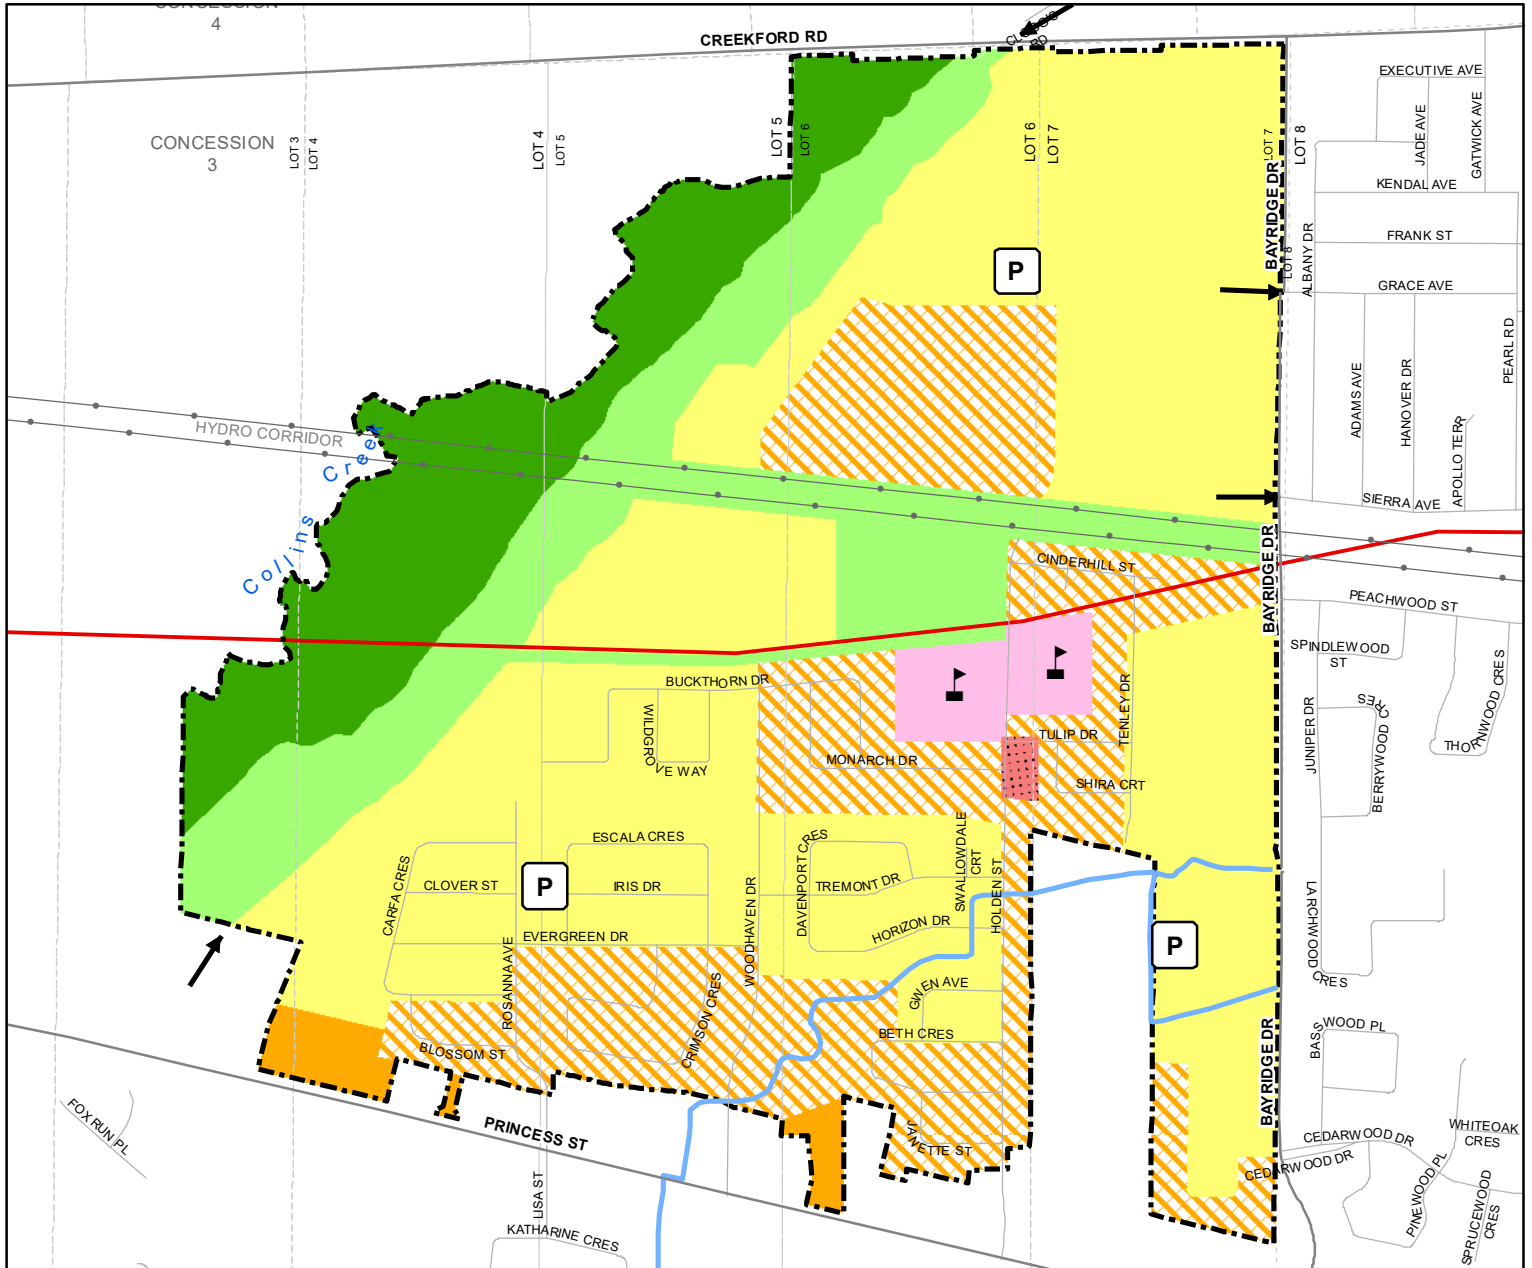 CONCESSION
4
CREEKFORD RD
CLUBB'S
RD
EXECUTIVE AVE
JADE AVE
GATWICK AVE
CONCESSION
3
LOT 3
LOT 4
LOT 4
LOT 5
LOT 5
LOT 6
LOT 6
LOT 7
LOT 7
LOT 8
KENDAL AVE
BAYRIDGE DR
LOT 8
ALBANY DR
FRANK ST
P
GRACE AVE
PEARL RD
ADAMS AVE
HANOVER DR
APOLLO TERR
HYDRO CORRIDOR
Collins Creek
SIERRA AVE
BAYRIDGE DR
CINDERHILL ST
PEACHWOOD ST
SPINDLEWOOD
ST
BUCKTHORN DR
WILDGROVE WAY
TENLEY DR
JUNIPER DR
BERRYWOOD CRES
THORNWOOD CRES
TULIP DR
MONARCH DR
SHIRA CRT
ESCALA CRES
DAVENPORT CRES
SWALLOWDALE
CRT
HOLDEN ST
CARFA CRES
CLOVER ST
P
IRIS DR
WOODHAVEN DR
TREMONT DR
LARCHWOOD CRES
HORIZON DR
EVERGREEN DR
P
ROSANNA AVE
CRIMSON CRES
GWEN AVE
BETH CRES
BLOSSOM ST
BAYRIDGE DR
BASSWOOD PL
FOXRUN PL
PRINCESS ST
JANETTE ST
CEDARWOOD DR
CEDARWOOD DR
WHITEOAK
CRES
PINEWOOD PL
SPRUCEWOOD
CRES
LISA ST
KATHARINE CRES